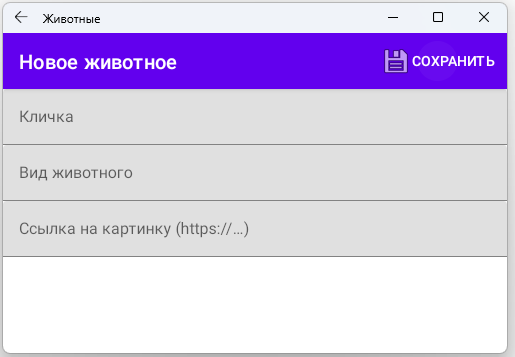 Животные
Новое животное
СОХРАНИТЬ
Кличка
Вид животного
Ссылка на картинку (https://...)